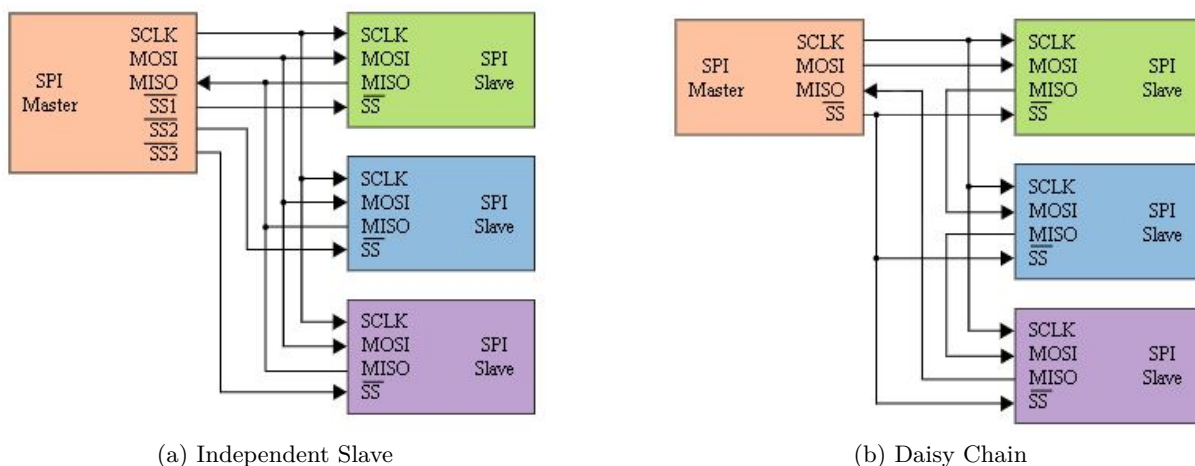 SPI
Master
SCLK
MOSI
MISO
SS1
SS2
SS3
SCLK
MOSI
MISO
SS
SPI
Slave
SCLK
MOSI
MISO
SS
SPI
Slave
SCLK
MOSI
MISO
SS
SPI
Slave
(a) Independent Slave
SPI
Master
SCLK
MOSI
MISO
SS
SCLK
MOSI
MISO
SS
SPI
Slave
SCLK
MOSI
MISO
SS
SPI
Slave
SCLK
MOSI
MISO
SS
SPI
Slave
(b) Daisy Chain